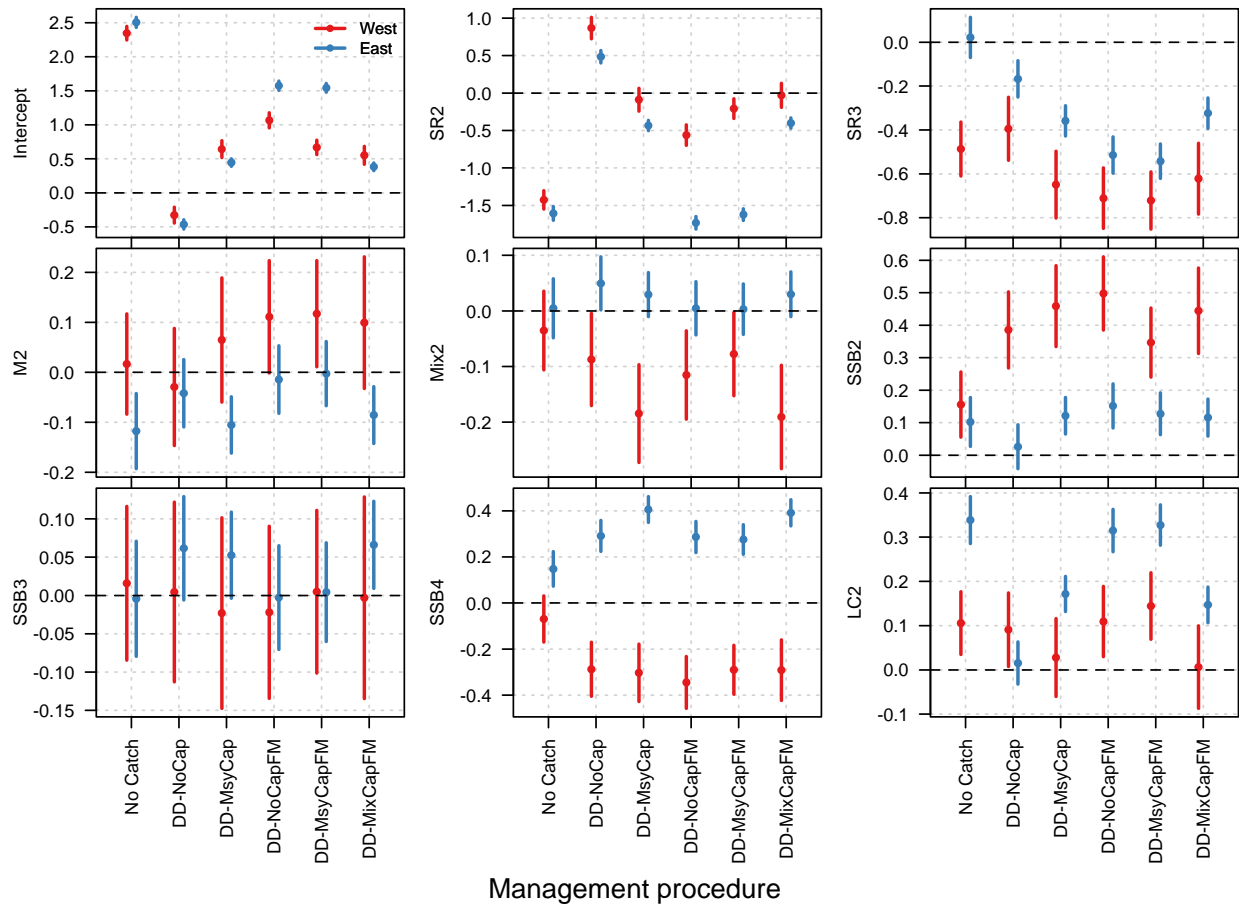 West
East
Intercept
2.5
2.0
1.5
1.0
0.5
0.0
-0.5
SR2
1.0
0.5
0.0
-0.5
-1.0
-1.5
SR3
0.0
-0.2
-0.4
-0.6
-0.8
M2
0.2
0.1
0.0
-0.1
-0.2
Mix2
0.1
0.0
-0.1
-0.2
SSB2
0.6
0.5
0.4
0.3
0.2
0.1
0.0
SSB3
0.10
0.05
0.00
-0.05
-0.10
-0.15
SSB4
0.4
0.2
0.0
-0.2
-0.4
LC2
0.4
0.3
0.2
0.1
0.0
-0.1
No Catch
DD-NoCap
DD-MsyCap
DD-NoCapFM
DD-MsyCapFM
DD-MixCapFM
No Catch
DD-NoCap
DD-MsyCap
DD-NoCapFM
DD-MsyCapFM
DD-MixCapFM
No Catch
DD-NoCap
DD-MsyCap
DD-NoCapFM
DD-MsyCapFM
DD-MixCapFM
Management procedure